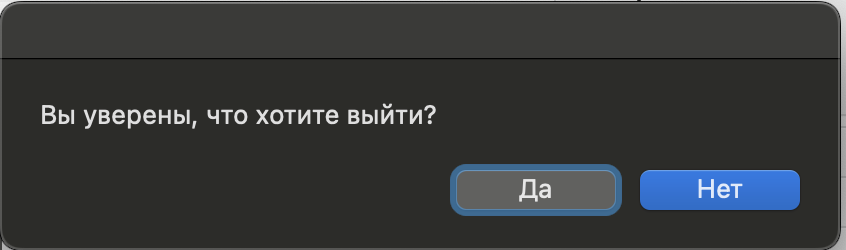 Вы уверены, что хотите выйти?
Да
Нет